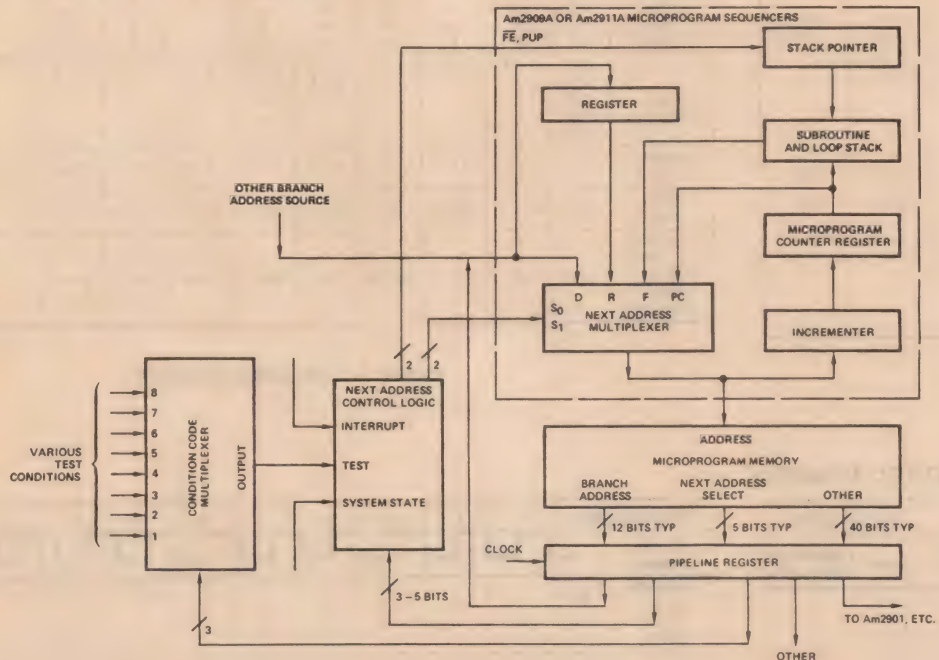 Am2909A OR Am2911A MICROPROGRAM SEQUENCERS
FE, PUP
STACK POINTER
REGISTER
SUBROUTINE
AND LOOP STACK
OTHER BRANCH
ADDRESS SOURCE
MICROPROGRAM
COUNTER REGISTER
D R F PC
S0
S1
NEXT ADDRESS
MULTIPLEXER
INCREMENTER
2 2
NEXT ADDRESS
CONTROL LOGIC
INTERRUPT
TEST
SYSTEM STATE
VARIOUS
TEST
CONDITIONS
8
7
6
5
4
3
2
1
CONDITION CODE
MULTIPLEXER
OUTPUT
ADDRESS
MICROPROGRAM MEMORY
BRANCH
ADDRESS
NEXT ADDRESS
SELECT
OTHER
12 BITS TYP
5 BITS TYP
40 BITS TYP
CLOCK
PIPELINE REGISTER
3 – 5 BITS
3
TO Am2901, ETC.
OTHER